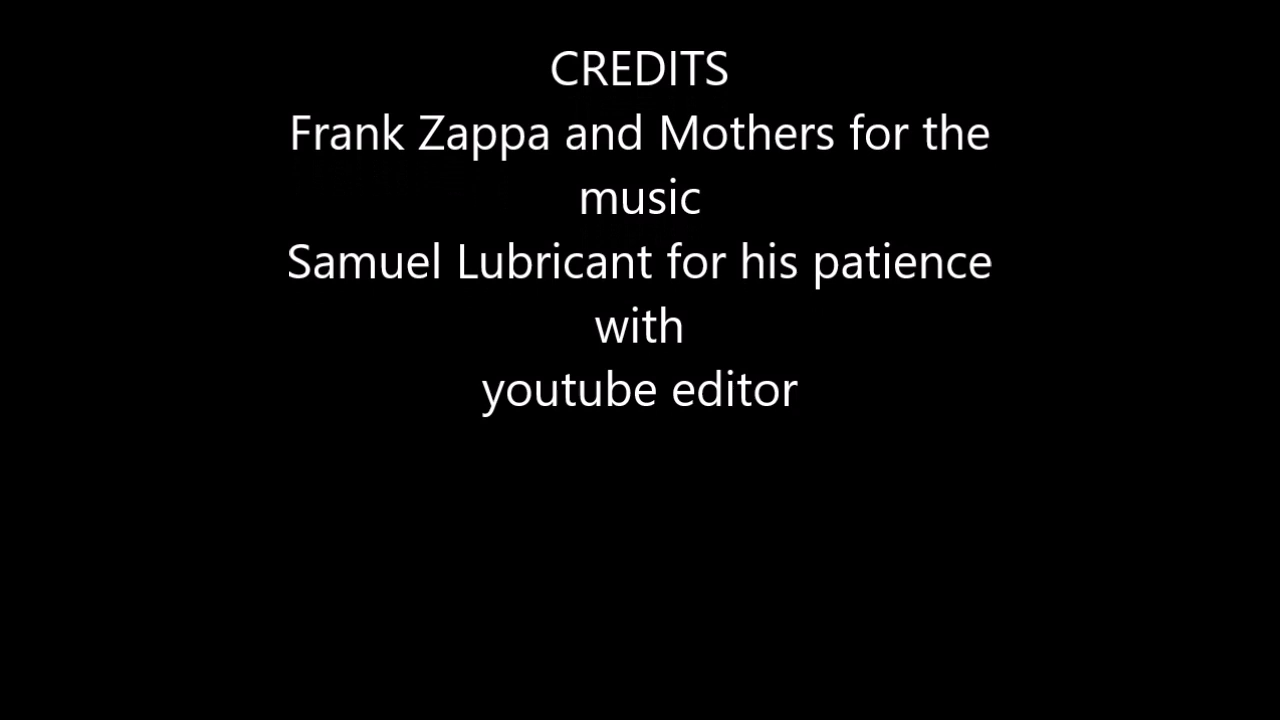 CREDITS
Frank Zappa and Mothers for the
music
Samuel Lubricant for his patience
with
youtube editor